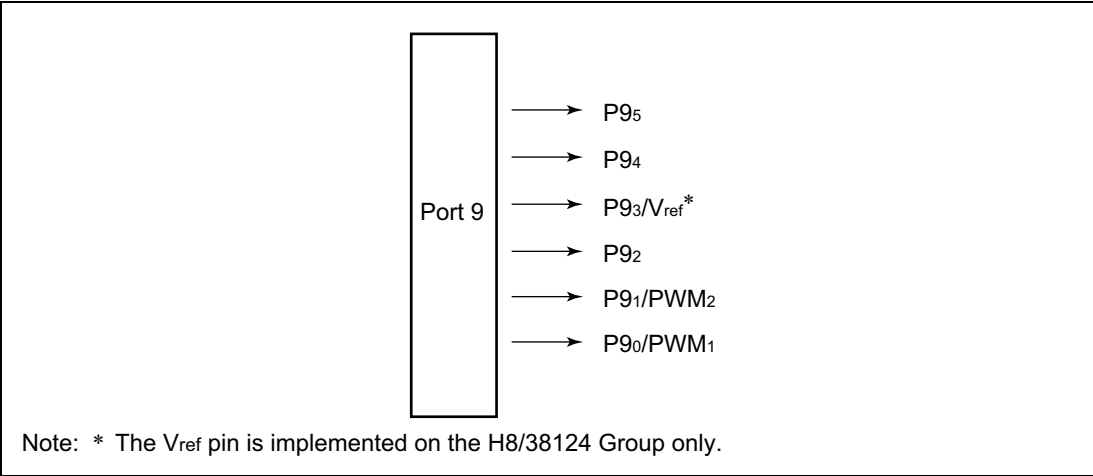 P95
P94
Port 9
P93/Vref*
P92
P91/PWM2
P90/PWM1
Note: * The Vref pin is implemented on the H8/38124 Group only.